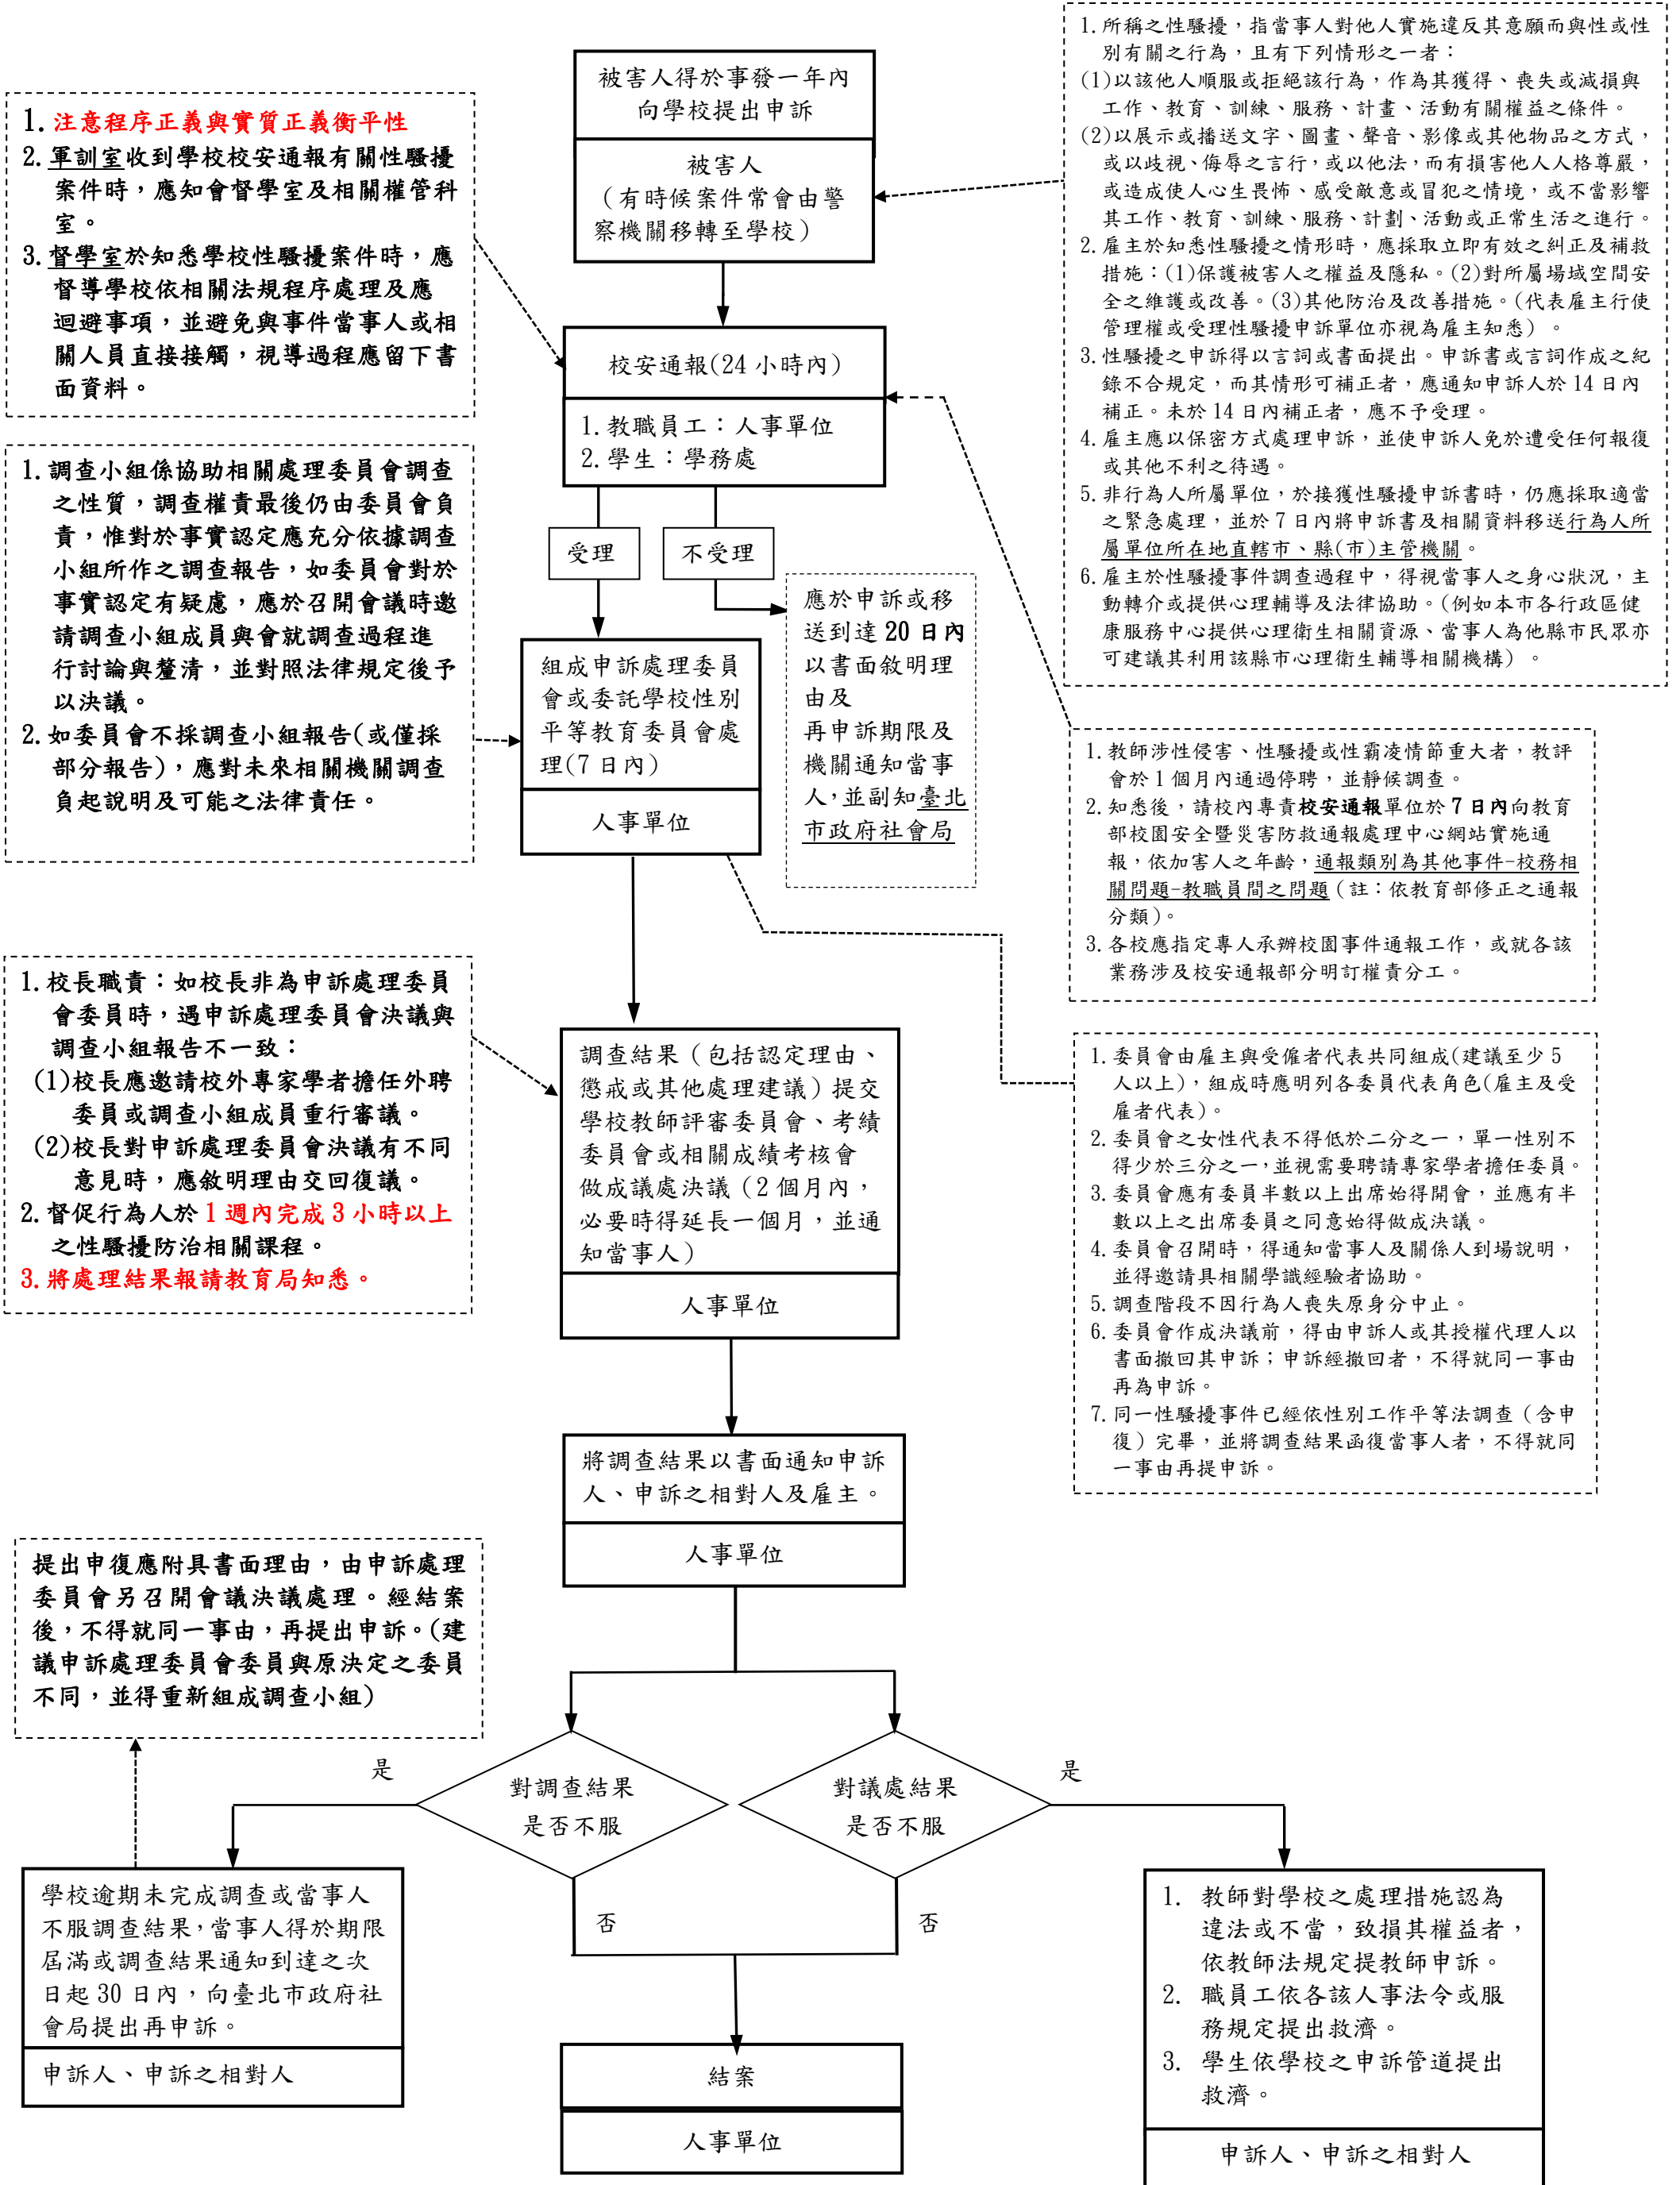 被害人得於事發一年內
向學校提出申訴
被害人
（有時候案件常會由警
察機關移轉至學校）
1. 所稱之性騷擾，指當事人對他人實施違反其意願而與性或性
別有關之行為，且有下列情形之一者：
(1)以該他人順服或拒絕該行為，作為其獲得、喪失或減損與
工作、教育、訓練、服務、計畫、活動有關權益之條件。
(2)以展示或播送文字、圖畫、聲音、影像或其他物品之方式，
或以歧視、侮辱之言行，或以他法，而有損害他人人格尊嚴，
或造成使人心生畏怖、感受敵意或冒犯之情境，或不當影響
其工作、教育、訓練、服務、計劃、活動或正常生活之進行。
2. 雇主於知悉性騷擾之情形時，應採取立即有效之糾正及補救
措施：(1)保護被害人之權益及隱私。(2)對所屬場域空間安
全之維護或改善。(3)其他防治及改善措施。(代表雇主行使
管理權或受理性騷擾申訴單位亦視為雇主知悉）。
3. 性騷擾之申訴得以言詞或書面提出。申訴書或言詞作成之紀
錄不合規定，而其情形可補正者，應通知申訴人於 14 日內
補正。未於 14 日內補正者，應不予受理。
4. 雇主應以保密方式處理申訴，並使申訴人免於遭受任何報復
或其他不利之待遇。
5. 非行為人所屬單位，於接獲性騷擾申訴書時，仍應採取適當
之緊急處理，並於 7 日內將申訴書及相關資料移送行為人所
屬單位所在地直轄市、縣(市)主管機關。
6. 雇主於性騷擾事件調查過程中，得視當事人之身心狀況，主
動轉介或提供心理輔導及法律協助。(例如本市各行政區健
康服務中心提供心理衛生相關資源、當事人為他縣市民眾亦
可建議其利用該縣市心理衛生輔導相關機構）。
1. 注意程序正義與實質正義衡平性
2. 軍訓室收到學校校安通報有關性騷擾
案件時，應知會督學室及相關權管科
室。
3. 督學室於知悉學校性騷擾案件時，應
督導學校依相關法規程序處理及應
迴避事項，並避免與事件當事人或相
關人員直接接觸，視導過程應留下書
面資料。
校安通報(24 小時內）
1. 教職員工：人事單位
2. 學生：學務處
受理
不受理
1. 調查小組係協助相關處理委員會調查
之性質，調查權責最後仍由委員會負
責，惟對於事實認定應充分依據調查
小組所作之調查報告，如委員會對於
事實認定有疑慮，應於召開會議時邀
請調查小組成員與會就調查過程進
行討論與釐清，並對照法律規定後予
以決議。
2. 如委員會不採調查小組報告(或僅採
部分報告)，應對未來相關機關調查
負起說明及可能之法律責任。
組成申訴處理委員
會或委託學校性別
平等教育委員會處
理(7 日內）
人事單位
應於申訴或移
送到達 20 日內
以書面敘明理
由及
再申訴期限及
機關通知當事
人，並副知臺北
市政府社會局
1. 教師涉性侵害、性騷擾或性霸凌情節重大者，教評
會於 1 個月內通過停聘，並靜候調查。
2. 知悉後，請校內專責校安通報單位於 7 日內向教育
部校園安全暨災害防救通報處理中心網站實施通
報，依加害人之年齡，通報類別為其他事件-校務相
關問題-教職員間之問題（註：依教育部修正之通報
分類）。
3. 各校應指定專人承辦校園事件通報工作，或就各該
業務涉及校安通報部分明訂權責分工。
1. 校長職責：如校長非為申訴處理委員
會委員時，遇申訴處理委員會決議與
調查小組報告不一致：
(1)校長應邀請校外專家學者擔任外聘
委員或調查小組成員重行審議。
(2)校長對申訴處理委員會決議有不同
意見時，應敘明理由交回復議。
2. 督促行為人於 1 週內完成 3 小時以上
之性騷擾防治相關課程。
3. 將處理結果報請教育局知悉。
調查結果（包括認定理由、
懲戒或其他處理建議）提交
學校教師評審委員會、考績
委員會或相關成績考核會
做成議處決議（2 個月內，
必要時得延長一個月，並通
知當事人）
人事單位
1. 委員會由雇主與受僱者代表共同組成(建議至少 5
人以上)，組成時應明列各委員代表角色(雇主及受
雇者代表)。
2. 委員會之女性代表不得低於二分之一，單一性別不
得少於三分之一，並視需要聘請專家學者擔任委員。
3. 委員會應有委員半數以上出席始得開會，並應有半
數以上之出席委員之同意始得做成決議。
4. 委員會召開時，得通知當事人及關係人到場說明，
並得邀請具相關學識經驗者協助。
5. 調查階段不因行為人喪失原身分中止。
6. 委員會作成決議前，得由申訴人或其授權代理人以
書面撤回其申訴；申訴經撤回者，不得就同一事由
再為申訴。
7. 同一性騷擾事件已經依性別工作平等法調查（含申
復）完畢，並將調查結果函復當事人者，不得就同
一事由再提申訴。
將調查結果以書面通知申訴
人、申訴之相對人及雇主。
人事單位
提出申復應附具書面理由，由申訴處理
委員會另召開會議決議處理。經結案
後，不得就同一事由，再提出申訴。(建
議申訴處理委員會委員與原決定之委員
不同，並得重新組成調查小組)
是
對調查結果
是否不服
對議處結果
是否不服
是
否
否
學校逾期未完成調查或當事人
不服調查結果，當事人得於期限
屆滿或調查結果通知到達之次
日起 30 日內，向臺北市政府社
會局提出再申訴。
申訴人、申訴之相對人
結案
人事單位
1. 教師對學校之處理措施認為
違法或不當，致損其權益者，
依教師法規定提教師申訴。
2. 職員工依各該人事法令或服
務規定提出救濟。
3. 學生依學校之申訴管道提出
救濟。
申訴人、申訴之相對人